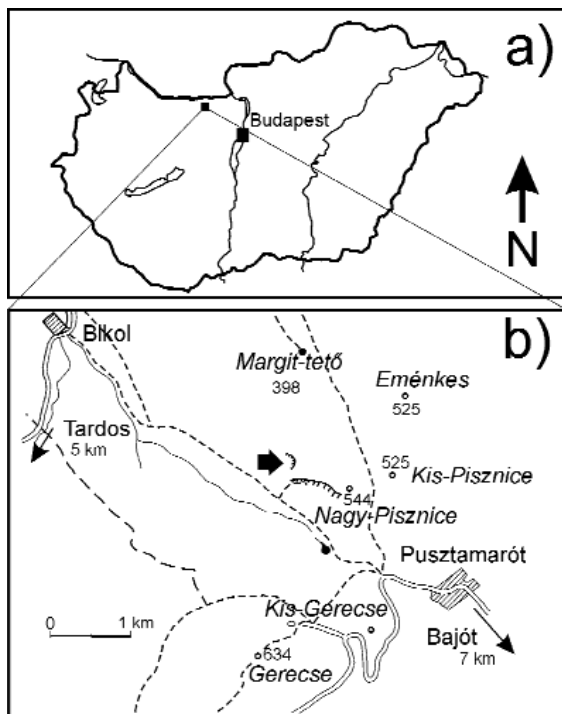 a)
Budapest
N
b)
Bikol
Margit-tető
398
Eménkes
525
Tardos
5 km
525
Kis-Pisznice
544
Nagy-Pisznice
Pusztamarót
Kis-Gerecse
0 1 km
Bajót
7 km
634
Gerecse